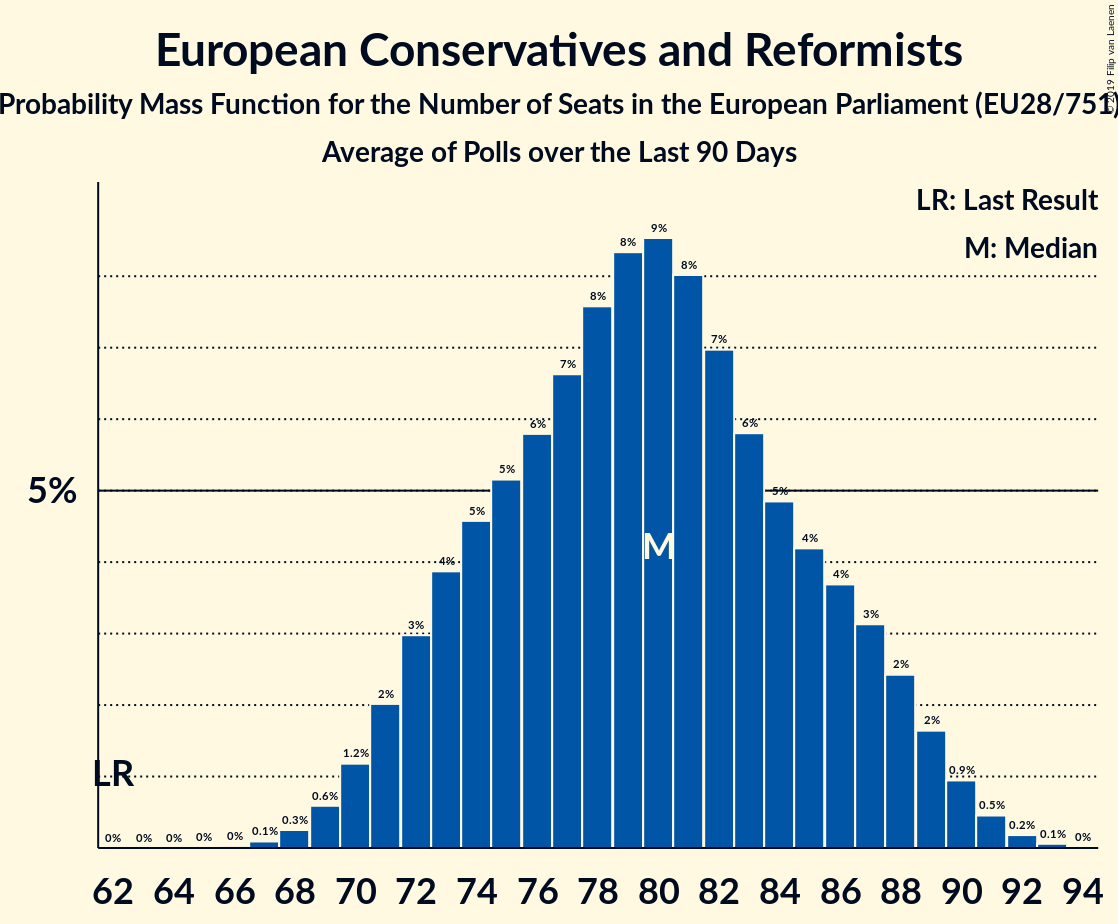 European Conservatives and Reformists
Probability Mass Function for the Number of Seats in the European Parliament (EU28/751)
Average of Polls over the Last 90 Days
© 2019 Filip van Laenen
LR: Last Result
M: Median
5%
LR
M
0% 0% 0% 0% 0% 0.1% 0.3% 0.6% 1.2% 2% 3% 4% 5% 5% 6% 7% 8% 8% 9% 8% 7% 6% 5% 4% 4% 3% 2% 2% 0.9% 0.5% 0.2% 0.1% 0%
62 64 66 68 70 72 74 76 78 80 82 84 86 88 90 92 94